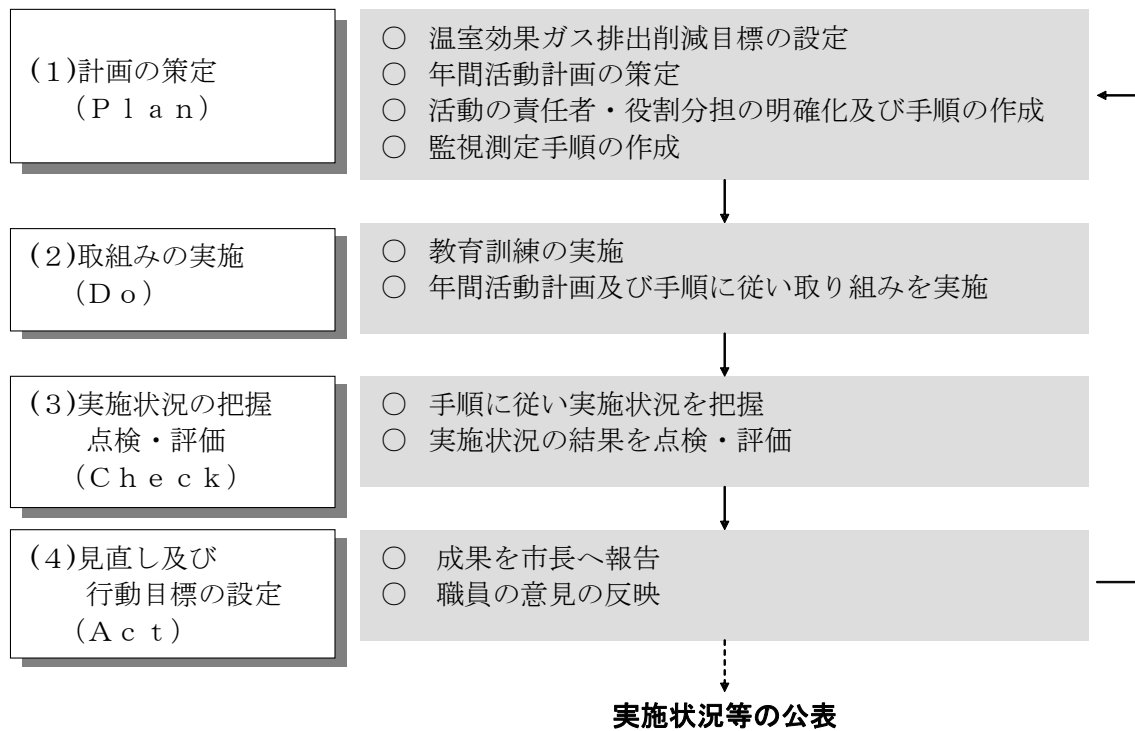 (1)計画の策定
(Plan)
○ 温室効果ガス排出削減目標の設定
○ 年間活動計画の策定
○ 活動の責任者・役割分担の明確化及び手順の作成
○ 監視測定手順の作成
(2)取組みの実施
(Do)
○ 教育訓練の実施
○ 年間活動計画及び手順に従い取り組みを実施
(3)実施状況の把握
点検・評価
(Check)
○ 手順に従い実施状況を把握
○ 実施状況の結果を点検・評価
(4)見直し及び
行動目標の設定
(Act)
○ 成果を市長へ報告
○ 職員の意見の反映
実施状況等の公表